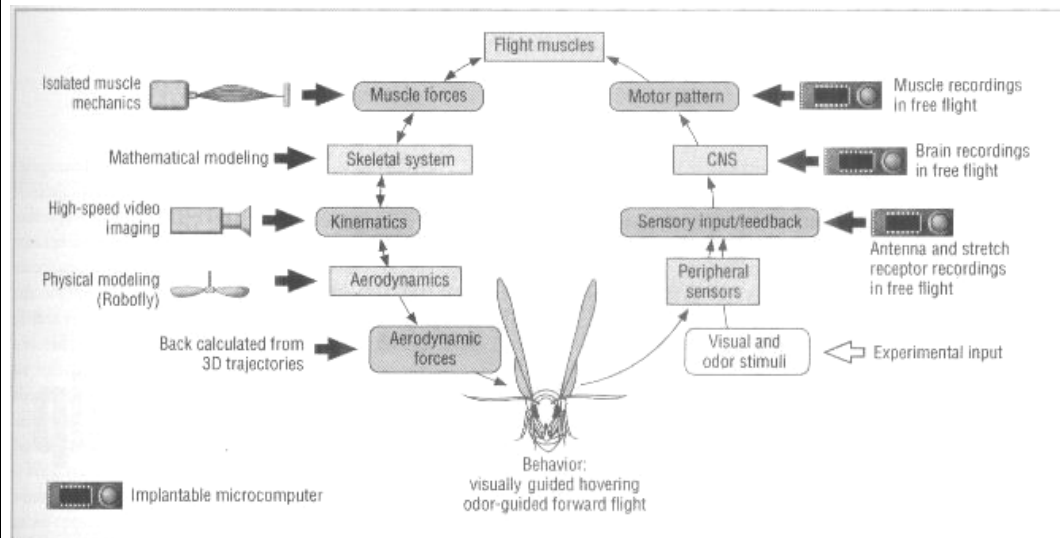 Flight muscles
Isolated muscle
mechanics
Muscle forces
Motor pattern
Muscle recordings
in free flight
Mathematical modeling
Skeletal system
CNS
Brain recordings
in free flight
High-speed video
imaging
Kinematics
Sensory input/feedback
Antenna and stretch
receptor recordings
in free flight
Physical modeling
(Robofly)
Aerodynamics
Peripheral
sensors
Back calculated from
3D trajectories
Aerodynamic
forces
Visual and
odor stimuli
Experimental input
Behavior:
visually guided hovering
odor-guided forward flight
Implantable microcomputer